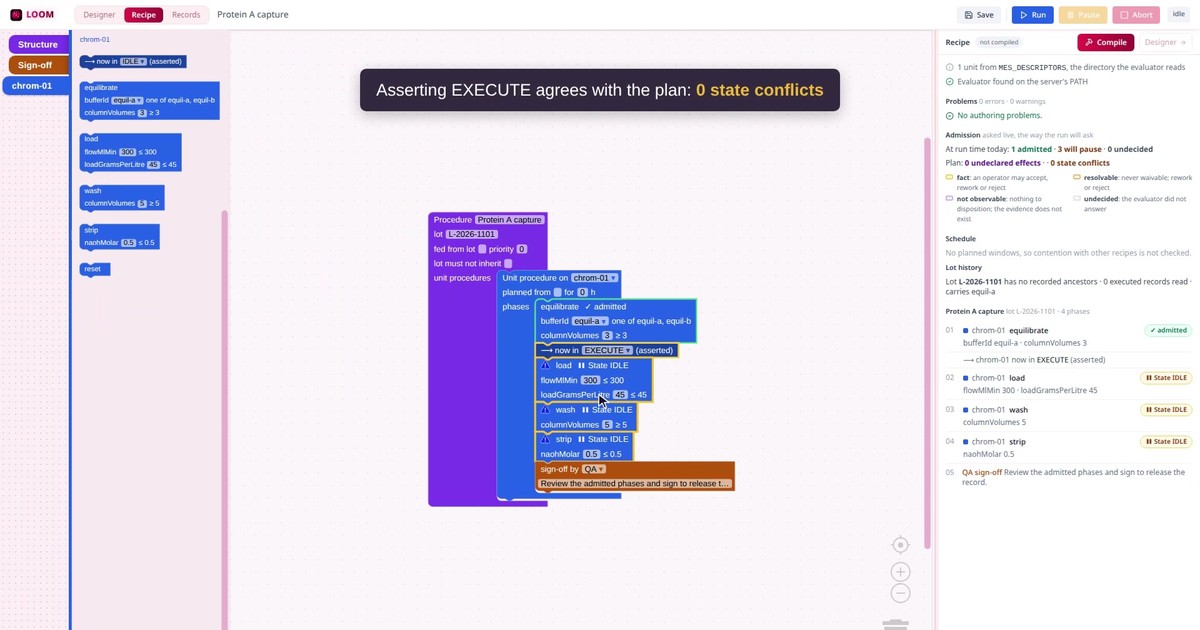 LOOM
Designer
Recipe
Records
Protein A capture
Save
Run
Pause
Abort
idle
Structure
Sign-off
chrom-01
chrom-01
⟶ now in IDLE ▾ (asserted)
equilibrate
bufferId equil-a ▾ one of equil-a, equil-b
columnVolumes 3 ≥ 3
load
flowMlMin 300 ≤ 300
loadGramsPerLitre 45 ≤ 45
wash
columnVolumes 5 ≥ 5
strip
naohMolar 0.5 ≤ 0.5
reset
Asserting EXECUTE agrees with the plan: 0 state conflicts
Procedure Protein A capture
lot L-2026-1101
fed from lot priority 0
lot must not inherit
unit procedures
Unit procedure on chrom-01 ▾
planned from for 0 h
phases
equilibrate ✓ admitted
bufferId equil-a ▾ one of equil-a, equil-b
columnVolumes 3 ≥ 3
⟶ now in EXECUTE ▾ (asserted)
load State IDLE
flowMlMin 300 ≤ 300
loadGramsPerLitre 45 ≤ 45
wash State IDLE
columnVolumes 5 ≥ 5
strip State IDLE
naohMolar 0.5 ≤ 0.5
sign-off by QA ▾
Review the admitted phases and sign to release t…
Recipe not compiled
Compile
Designer →
1 unit from MES_DESCRIPTORS, the directory the evaluator reads
Evaluator found on the server's PATH
Problems 0 errors · 0 warnings
No authoring problems.
Admission asked live, the way the run will ask
At run time today: 1 admitted · 3 will pause · 0 undecided
Plan: 0 undeclared effects · · 0 state conflicts
fact: an operator may accept, rework or reject
resolvable: never waivable; rework or reject
not observable: nothing to disposition; the evidence does not exist
undecided: the evaluator did not answer
Schedule
No planned windows, so contention with other recipes is not checked.
Lot history
Lot L-2026-1101 has no recorded ancestors · 0 executed records read ·
carries equil-a
Protein A capture lot L-2026-1101 · 4 phases
01 chrom-01 equilibrate ✓ admitted
bufferId equil-a · columnVolumes 3
⟶ chrom-01 now in EXECUTE (asserted)
02 chrom-01 load State IDLE
flowMlMin 300 · loadGramsPerLitre 45
03 chrom-01 wash State IDLE
columnVolumes 5
04 chrom-01 strip State IDLE
naohMolar 0.5
05 QA sign-off Review the admitted phases and sign to release the
record.